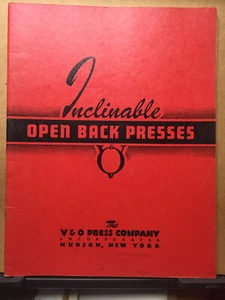 Inclinable
OPEN BACK PRESSES
The
V & O PRESS COMPANY
INCORPORATED
HUDSON, NEW YORK